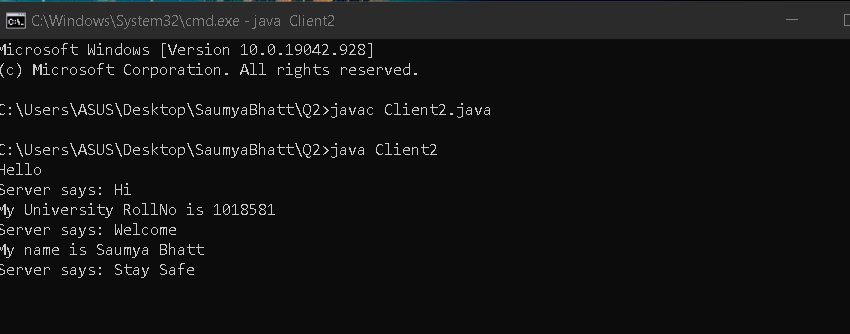 C:\Windows\System32\cmd.exe - java Client2
Microsoft Windows [Version 10.0.19042.928]
(c) Microsoft Corporation. All rights reserved.
C:\Users\ASUS\Desktop\SaumyaBhatt\Q2>javac Client2.java
C:\Users\ASUS\Desktop\SaumyaBhatt\Q2>java Client2
Hello
Server says: Hi
My University RollNo is 1018581
Server says: Welcome
My name is Saumya Bhatt
Server says: Stay Safe